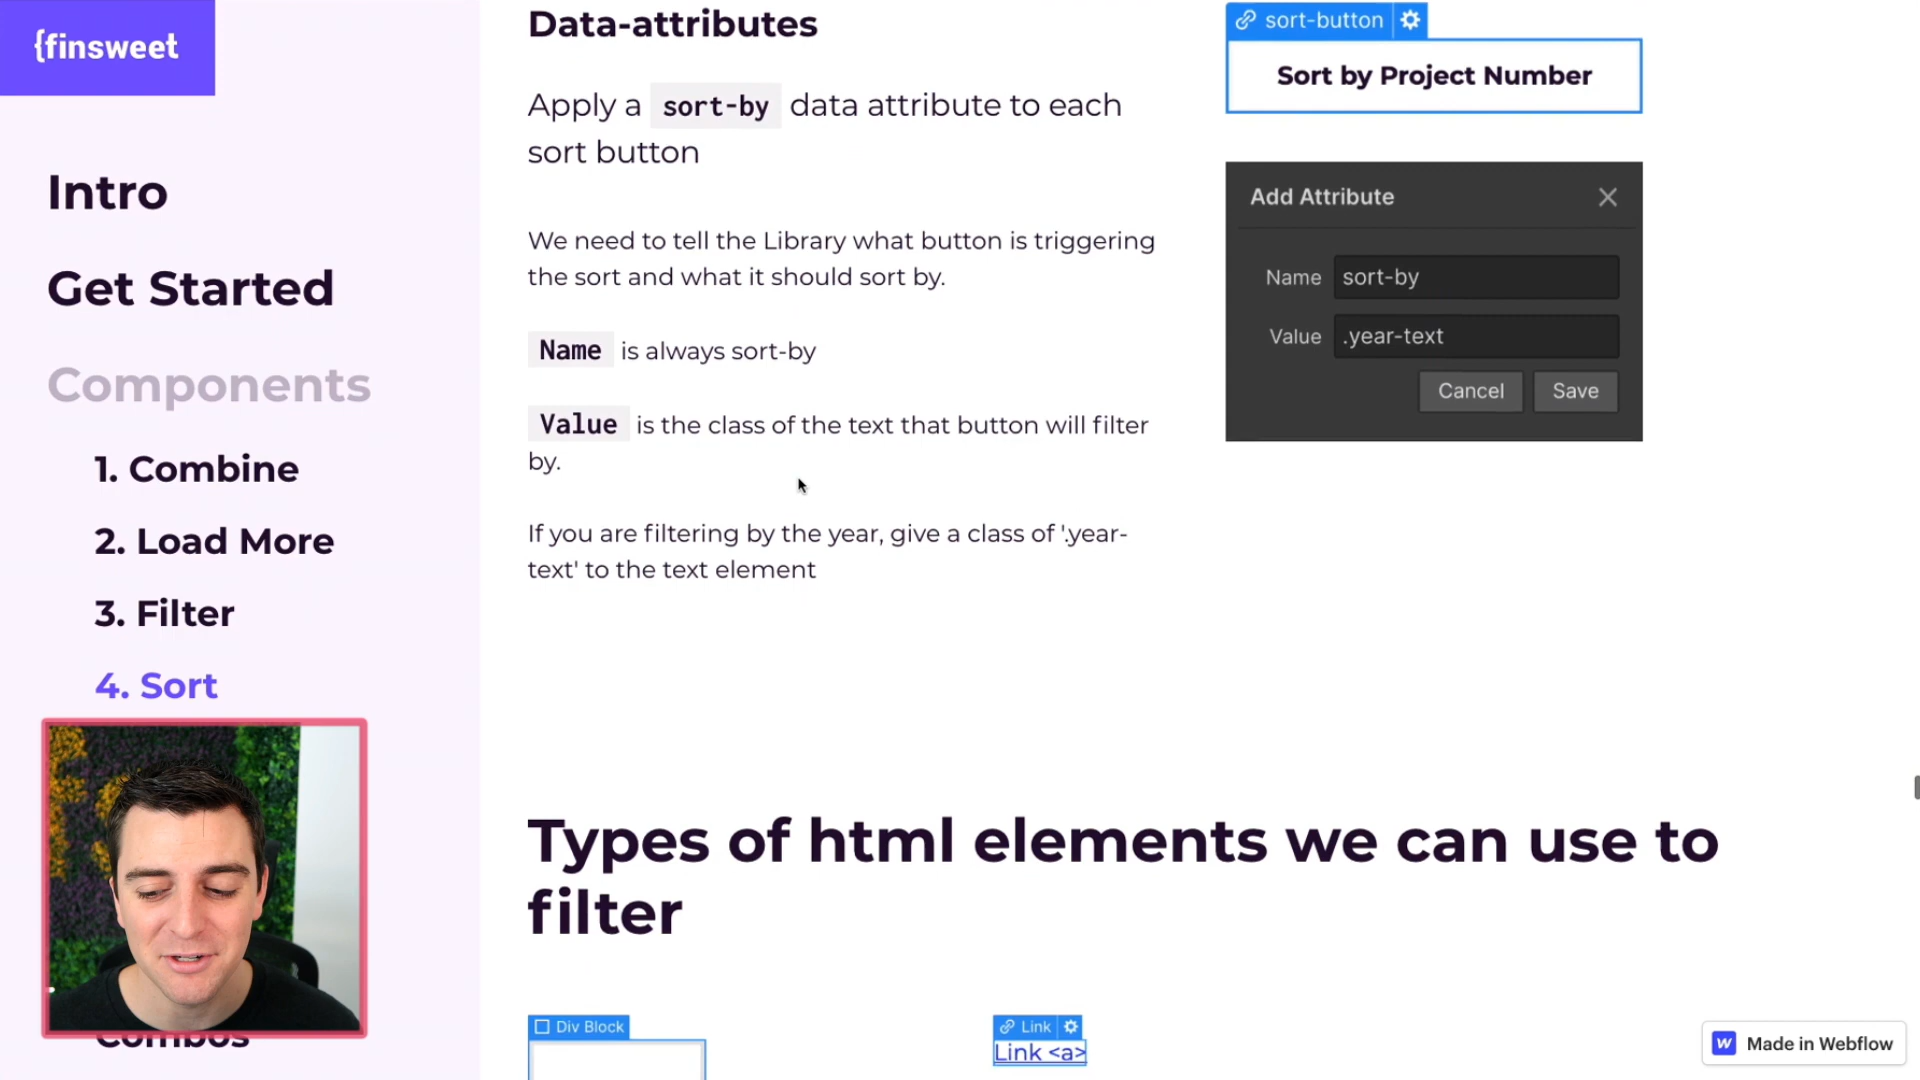 {finsweet
Intro
Get Started
Components
1. Combine
2. Load More
3. Filter
4. Sort
Combos
Data-attributes
Apply a sort-by data attribute to each
sort button
We need to tell the Library what button is triggering
the sort and what it should sort by.
Name is always sort-by
Value is the class of the text that button will filter
by.
If you are filtering by the year, give a class of '.year-
text' to the text element
sort-button
Sort by Project Number
Add Attribute
Name sort-by
Value .year-text
Cancel Save
Types of html elements we can use to
filter
Div Block
Link
Link <a>
Made in Webflow